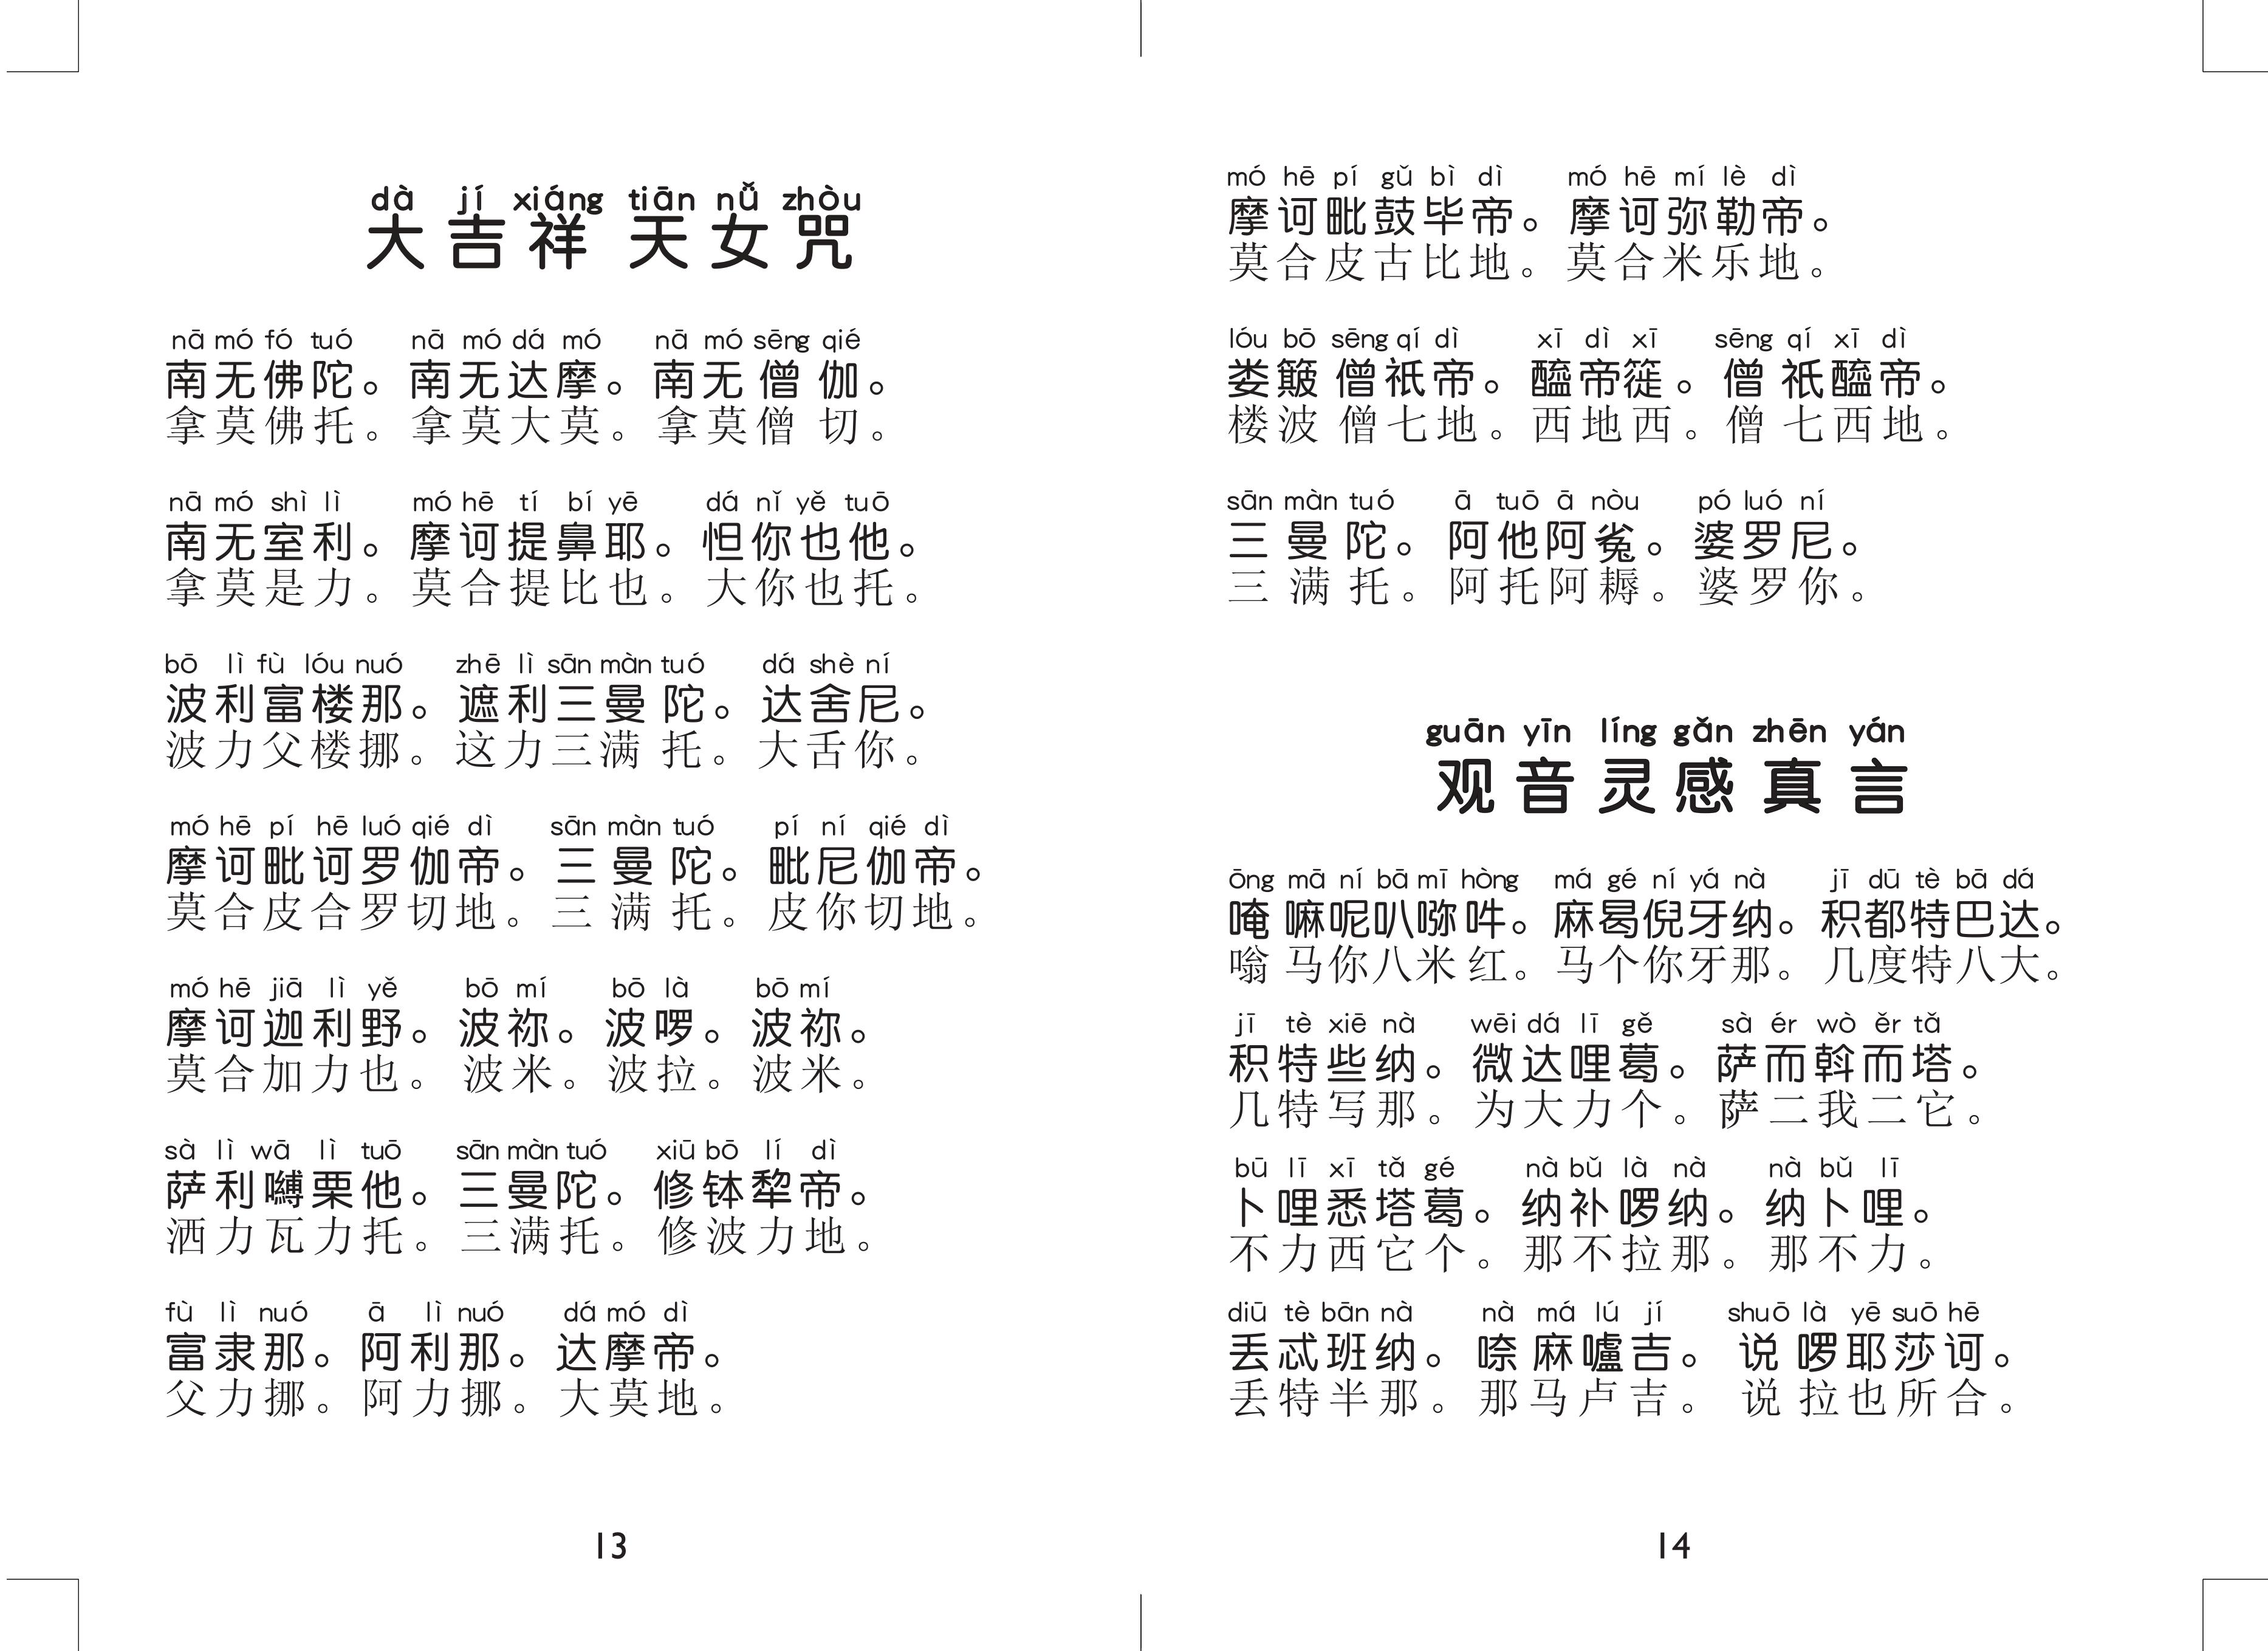 dà jí xiáng tiān nǚ zhòu
大吉祥天女咒
nā mó fó tuó nā mó dá mó nā mó sēng qié
南无佛陀。南无达摩。南无僧伽。
拿莫佛托。拿莫大莫。拿莫僧切。
nā mó shì lì mó hē tí bí yē dá nǐ yě tuō
南无室利。摩诃提鼻耶。怛你也他。
拿莫是力。莫合提比也。大你也托。
bō lì fù lóu nuó zhē lì sān màn tuó dá shè ní
波利富楼那。遮利三曼陀。达舍尼。
波力父楼挪。这力三满托。大舌你。
mó hē pí hē luó qié dì sān màn tuó pí ní qié dì
摩诃毗诃罗伽帝。三曼陀。毗尼伽帝。
莫合皮合罗切地。三满托。皮你切地。
mó hē jiā lì yě bō mí bō là bō mí
摩诃迦利野。波祢。波啰。波祢。
莫合加力也。波米。波拉。波米。
sà lì wā lì tuō sān màn tuó xiū bō lí dì
萨利嚩栗他。三曼陀。修钵犂帝。
洒力瓦力托。三满托。修波力地。
fù lì nuó ā lì nuó dá mó dì
富隶那。阿利那。达摩帝。
父力挪。阿力挪。大莫地。
13
mó hē pí gǔ bì dì mó hē mí lè dì
摩诃毗鼓毕帝。摩诃弥勒帝。
莫合皮古比地。莫合米乐地。
lóu bō sēng qí dì xī dì xī sēng qí xī dì
娄簸僧祇帝。醯帝簁。僧祇醯帝。
楼波僧七地。西地西。僧七西地。
sān màn tuó ā tuō ā nòu pó luó ní
三曼陀。阿他阿㝹。婆罗尼。
三满托。阿托阿耨。婆罗你。
guān yīn líng gǎn zhēn yán
观音灵感真言
ōng mā ní bā mī hòng má gé ní yá nà jī dū tè bā dá
唵嘛呢叭咪吽。麻曷倪牙纳。积都特巴达。
嗡马你八米红。马个你牙那。几度特八大。
jī tè xiē nà wēi dá lī gě sà ér wò ěr tǎ
积特些纳。微达哩葛。萨而斡而塔。
几特写那。为大力个。萨二我二它。
bū lī xī tǎ gé nà bǔ là nà nà bǔ lī
卜哩悉塔葛。纳补啰纳。纳卜哩。
不力西它个。那不拉那。那不力。
diū tè bān nà nà má lú jí shuō là yē suō hē
丢忒班纳。㗇麻嚧吉。说啰耶莎诃。
丢特半那。那马卢吉。说拉也所合。
14